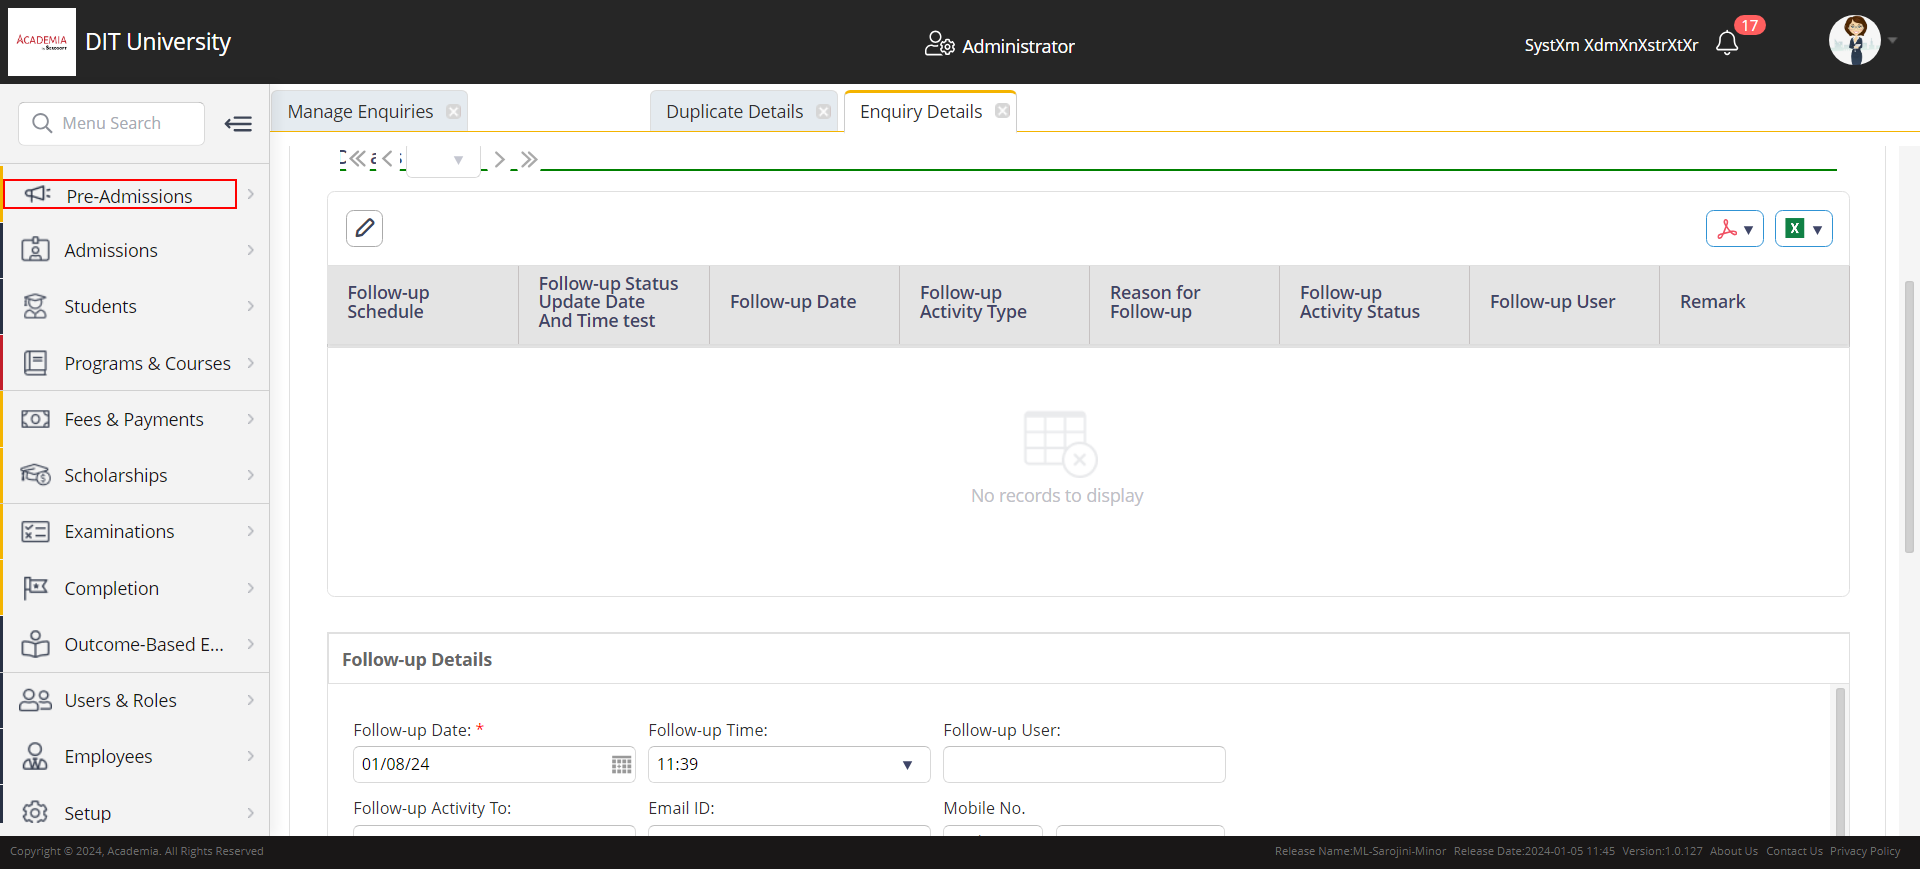 ACADEMIA
DIT University
Administrator
SystXm XdmXnXstrXtXr
17
Menu Search
Manage Enquiries
Duplicate Details
Enquiry Details
Pre-Admissions
Admissions
Students
Programs & Courses
Fees & Payments
Scholarships
Examinations
Completion
Outcome-Based E...
Users & Roles
Employees
Setup
Follow-up
Schedule
Follow-up Status
Update Date
And Time test
Follow-up Date
Follow-up
Activity Type
Reason for
Follow-up
Follow-up
Activity Status
Follow-up User
Remark
No records to display
Follow-up Details
Follow-up Date: *
Follow-up Time:
Follow-up User:
01/08/24
11:39
Follow-up Activity To:
Email ID:
Mobile No.
Copyright © 2024, Academia. All Rights Reserved
Release Name:ML-Sarojini-Minor Release Date:2024-01-05 11:45 Version:1.0.127 About Us Contact Us Privacy Policy